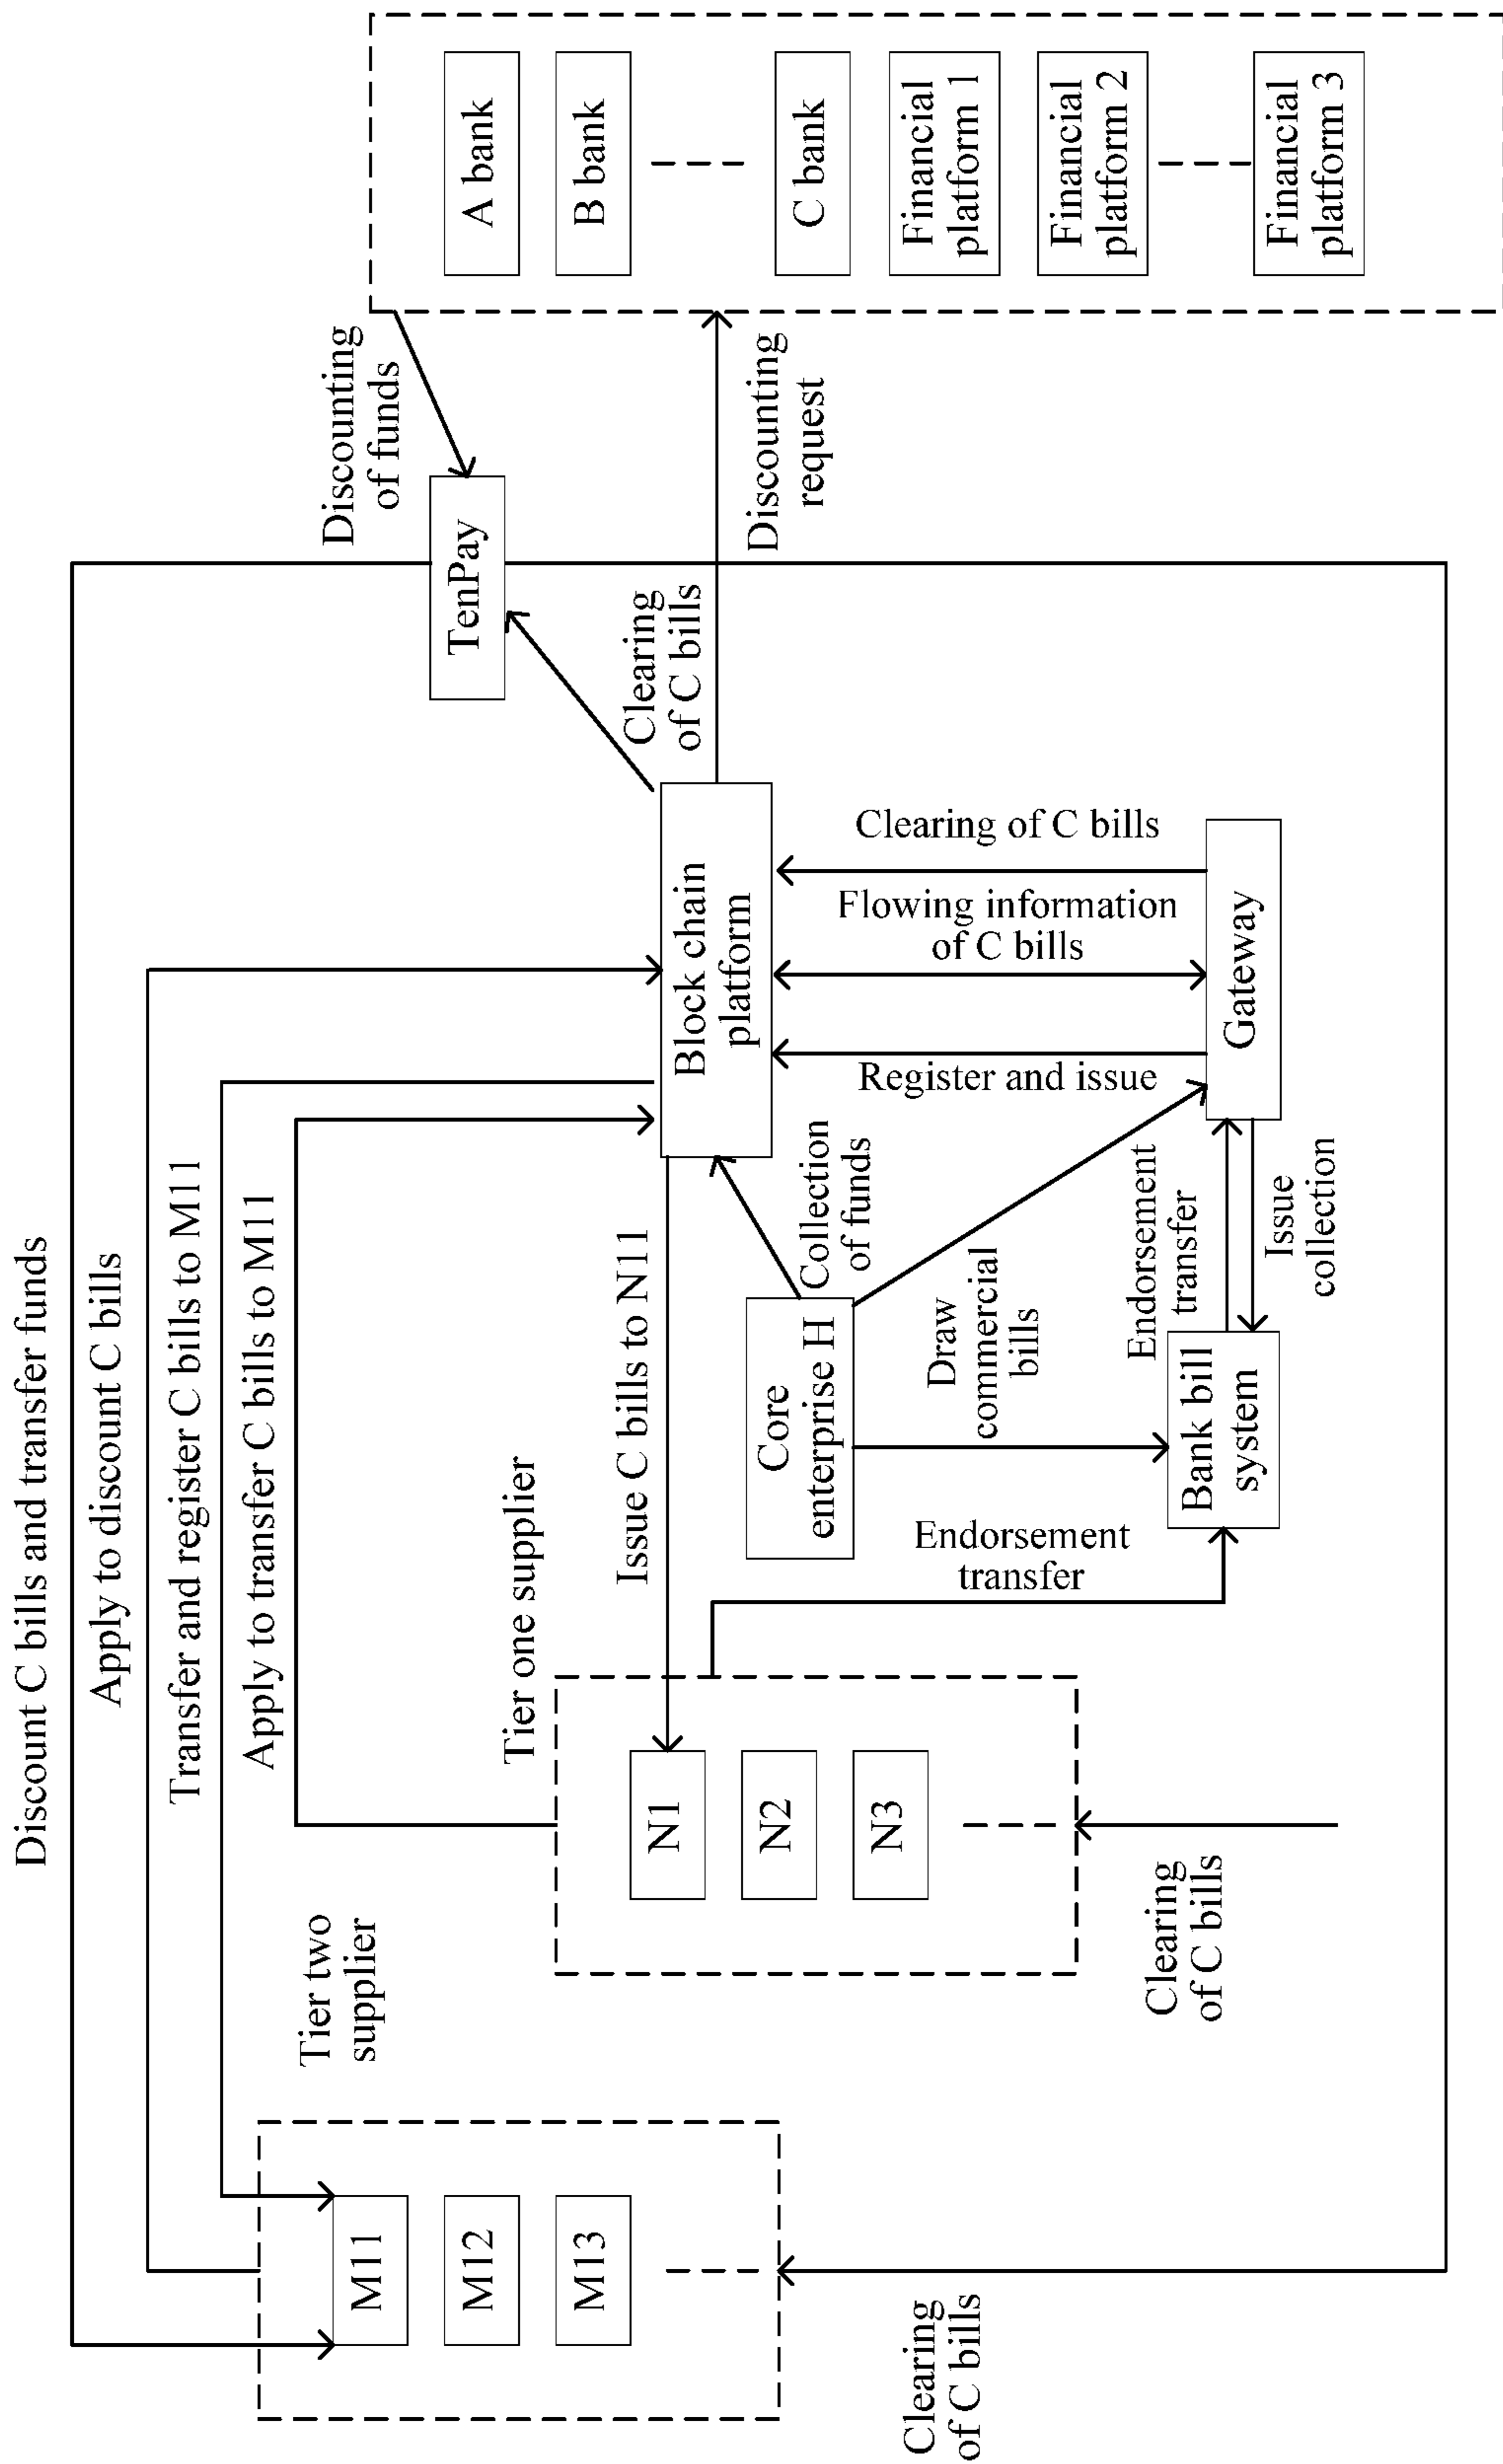 Discount C bills and transfer funds
Apply to discount C bills
Transfer and register C bills to M11
Apply to transfer C bills to M11
Tier two
supplier
M11
M12
M13
Clearing
of C bills
Tier one supplier
N1
N2
N3
Clearing
of C bills
Issue C bills to N11
Endorsement
transfer
Core
enterprise H
Collection
of funds
Draw
commercial
bills
Bank bill
system
Endorsement
transfer
Issue
collection
Block chain
platform
Clearing of C bills
Flowing information
of C bills
Register and issue
Gateway
Clearing
of C bills
TenPay
Discounting
of funds
Discounting
request
A bank
B bank
C bank
Financial
platform 1
Financial
platform 2
Financial
platform 3